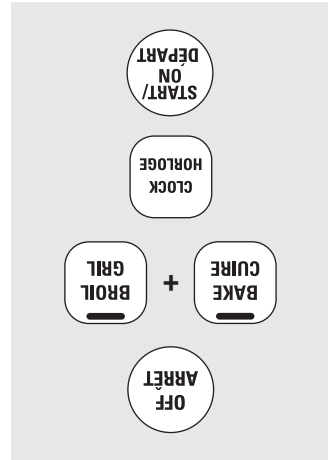 OFF
ARRÊT
BAKE
CUIRE
+
BROIL
GRIL
CLOCK
HORLOGE
START/
ON
DÉPART